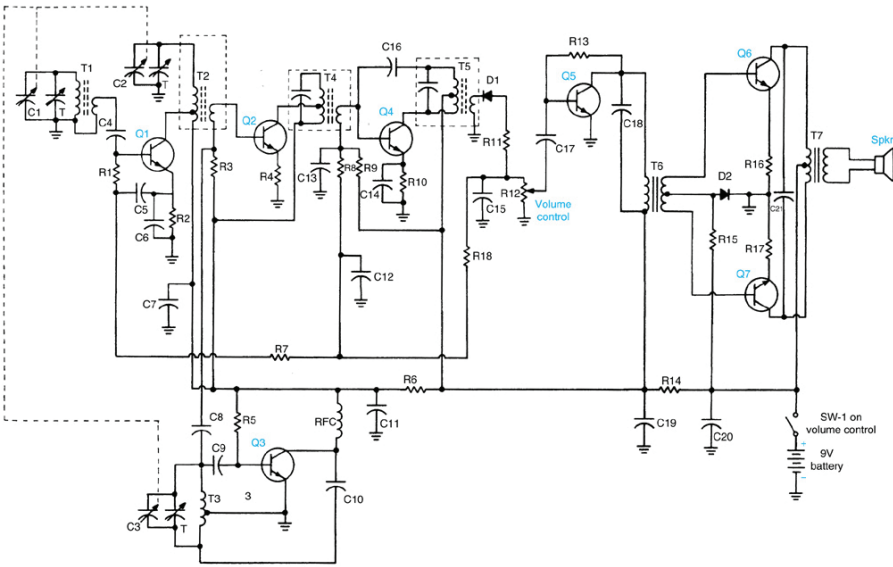 C16
R13
Q6
T1
C2
T
T2
T4
T5
D1
Q5
C1
T
C4
Q1
Q2
Q4
C18
T7
Spkr
R11
C17
R1
R3
R4
C13
R8
R9
C14
R10
C15
R12
Volume
control
T6
D2
R16
C21
C5
R2
C6
R18
R15
R17
C12
Q7
C7
R7
R6
R14
C8
R5
RFC
C11
C19
C20
SW-1 on
volume control
C9
Q3
+
9V
battery
−
C10
T3
3
C3
T